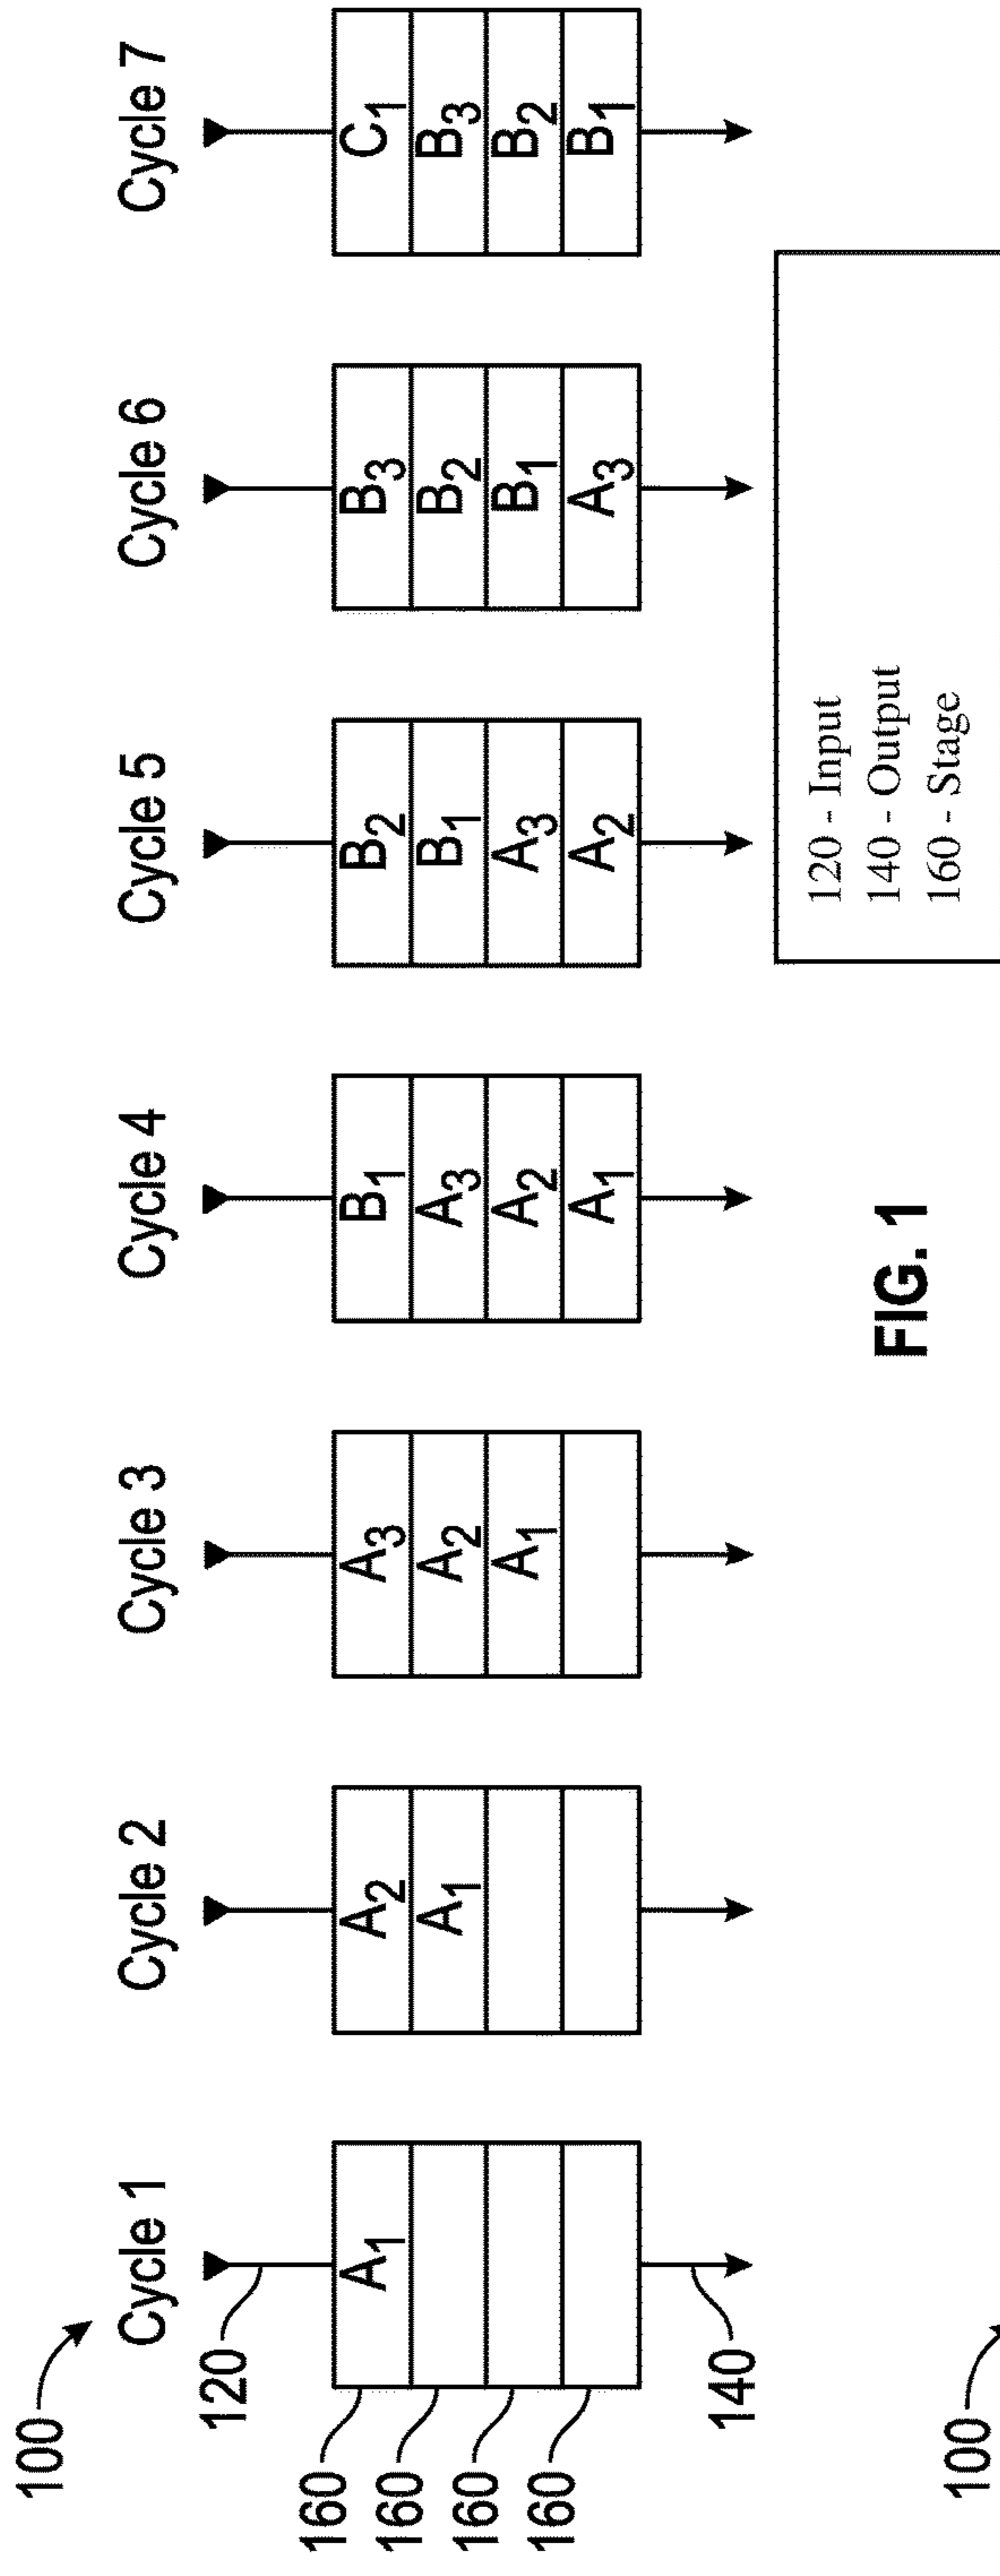 100
Cycle 1
Cycle 2
Cycle 3
Cycle 4
Cycle 5
Cycle 6
Cycle 7
120
160
160
160
160
140
A1
A2
A1
A3
A2
A1
B1
A3
A2
A1
B2
B1
A3
A2
B3
B2
B1
A3
C1
B3
B2
B1
120 - Input
140 - Output
160 - Stage
FIG. 1
100